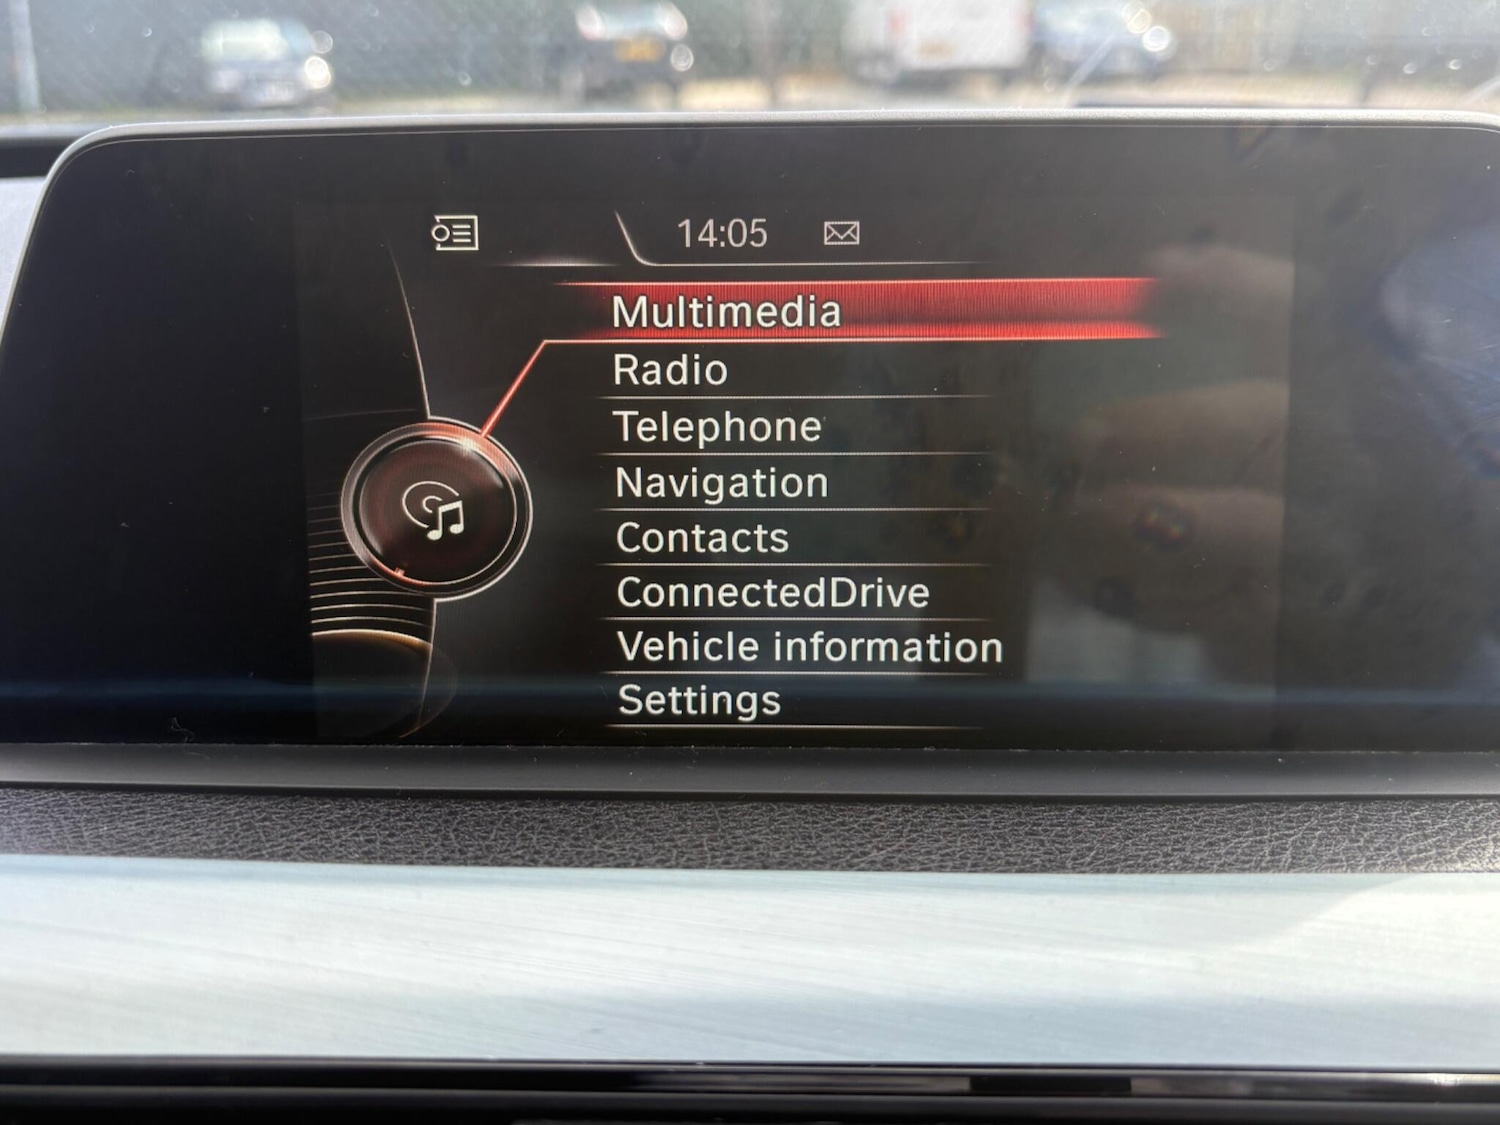 14:05
Multimedia
Radio
Telephone
Navigation
Contacts
ConnectedDrive
Vehicle information
Settings